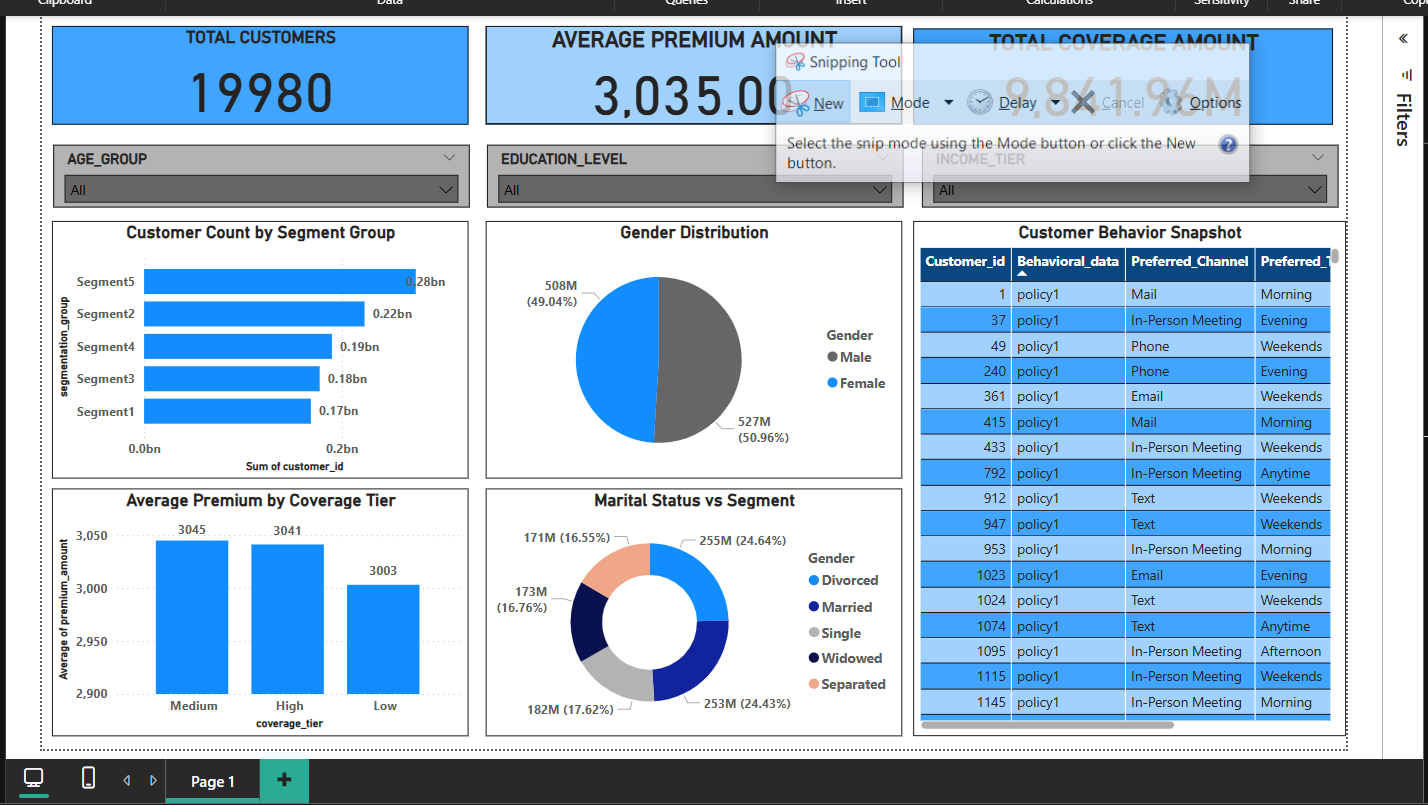 Clipboard
Data
Queries
Insert
Calculations
Sensitivity
Share
TOTAL CUSTOMERS
19980
AVERAGE PREMIUM AMOUNT
3,035.00
TOTAL COVERAGE AMOUNT
9,841.96M
Snipping Tool
New
Mode
Delay
Cancel
Options
Select the snip mode using the Mode button or click the New
button.
Filters
AGE_GROUP
All
EDUCATION_LEVEL
All
INCOME_TIER
All
Customer Count by Segment Group
segmentation_group
Segment5 0.28bn
Segment2 0.22bn
Segment4 0.19bn
Segment3 0.18bn
Segment1 0.17bn
0.0bn 0.2bn
Sum of customer_id
Gender Distribution
508M
(49.04%)
527M
(50.96%)
Gender
Male
Female
Customer Behavior Snapshot
Customer_id Behavioral_data Preferred_Channel Preferred_T
1 policy1 Mail Morning
37 policy1 In-Person Meeting Evening
49 policy1 Phone Weekends
240 policy1 Phone Evening
361 policy1 Email Weekends
415 policy1 Mail Morning
433 policy1 In-Person Meeting Weekends
792 policy1 In-Person Meeting Anytime
912 policy1 Text Weekends
947 policy1 Text Weekends
953 policy1 In-Person Meeting Morning
1023 policy1 Email Evening
1024 policy1 Text Weekends
1074 policy1 Text Anytime
1095 policy1 In-Person Meeting Afternoon
1115 policy1 In-Person Meeting Weekends
1145 policy1 In-Person Meeting Morning
Average Premium by Coverage Tier
Average of premium_amount
3,050
3,000
2,950
2,900
3045
3041
3003
Medium High Low
coverage_tier
Marital Status vs Segment
171M (16.55%)
255M (24.64%)
173M
(16.76%)
182M (17.62%)
253M (24.43%)
Gender
Divorced
Married
Single
Widowed
Separated
Page 1